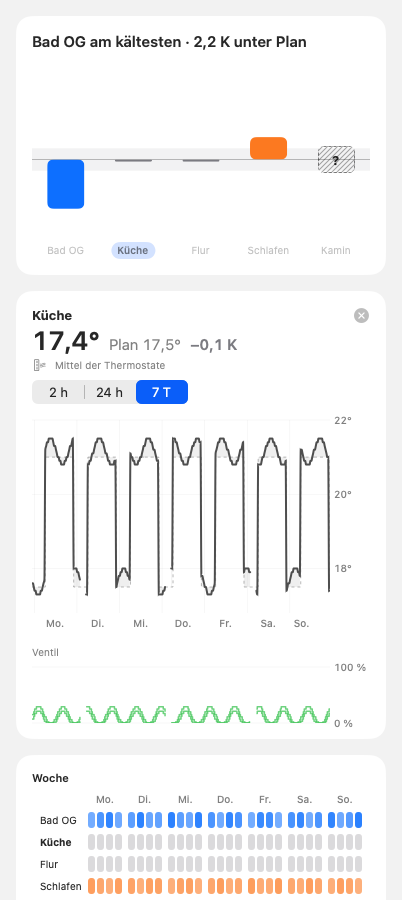 Bad OG am kältesten · 2,2 K unter Plan
?
Bad OG Küche Flur Schlafen Kamin
Küche
17,4° Plan 17,5° −0,1 K
Mittel der Thermostate
2 h 24 h 7 T
22°
20°
18°
Mo. Di. Mi. Do. Fr. Sa. So.
Ventil
100 %
0 %
Woche
Mo. Di. Mi. Do. Fr. Sa. So.
Bad OG
Küche
Flur
Schlafen